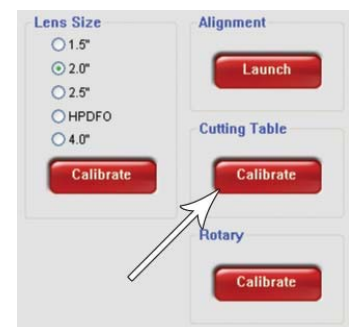 Lens Size
1.5"
2.0"
2.5"
HPDFO
4.0"
Calibrate
Alignment
Launch
Cutting Table
Calibrate
Rotary
Calibrate